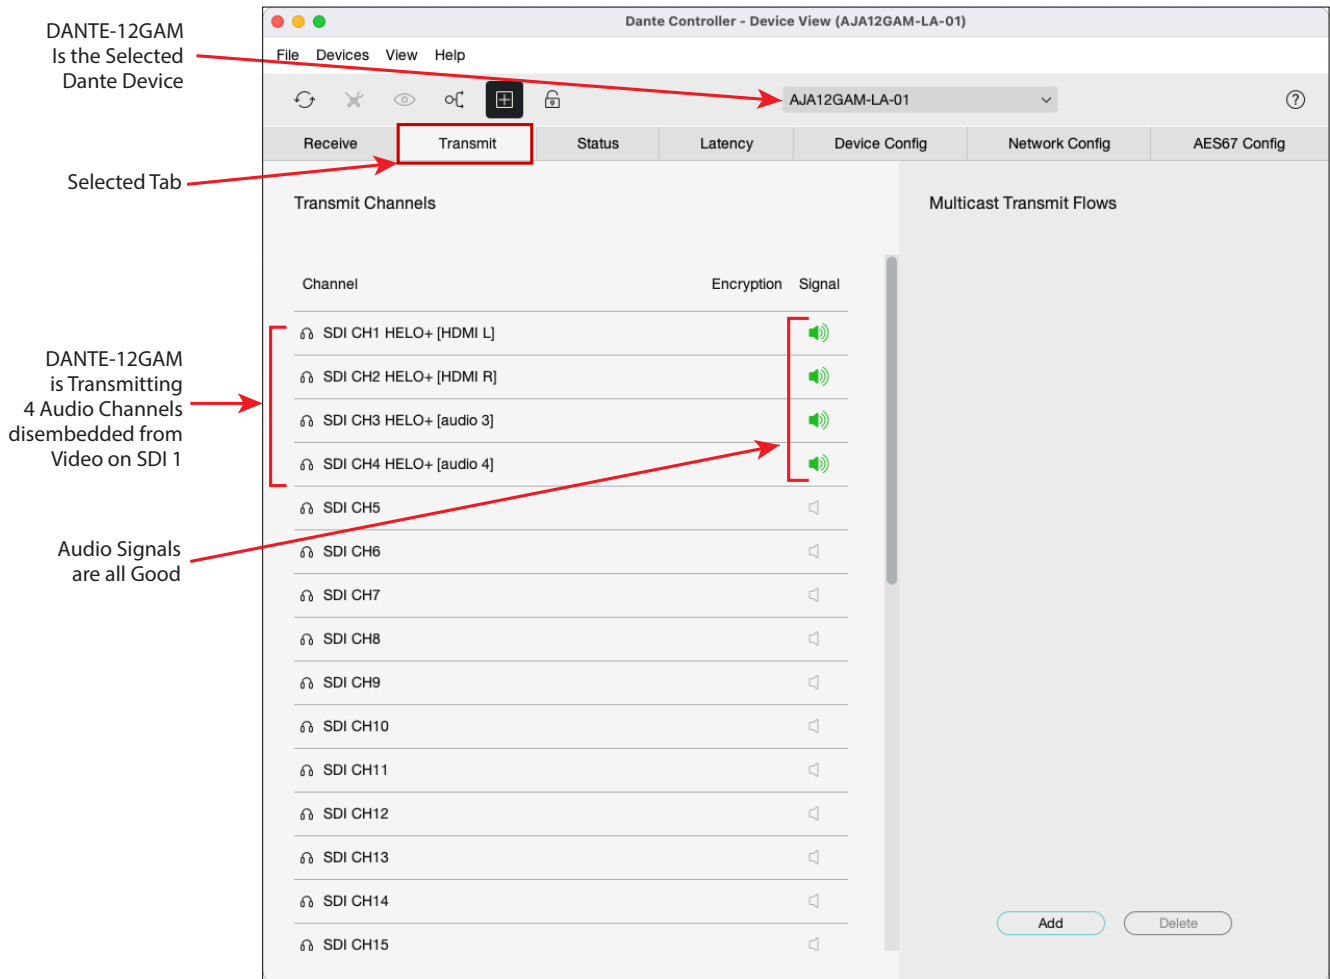 DANTE-12GAM
Is the Selected
Dante Device
Dante Controller - Device View (AJA12GAM-LA-01)
File Devices View Help
AJA12GAM-LA-01
?
Receive Transmit Status Latency Device Config Network Config AES67 Config
Selected Tab
Transmit Channels
Multicast Transmit Flows
Channel Encryption Signal
SDI CH1 HELO+ [HDMI L]
SDI CH2 HELO+ [HDMI R]
SDI CH3 HELO+ [audio 3]
SDI CH4 HELO+ [audio 4]
DANTE-12GAM
is Transmitting
4 Audio Channels
disembedded from
Video on SDI 1
SDI CH5
SDI CH6
Audio Signals
are all Good
SDI CH7
SDI CH8
SDI CH9
SDI CH10
SDI CH11
SDI CH12
SDI CH13
SDI CH14
SDI CH15
Add Delete